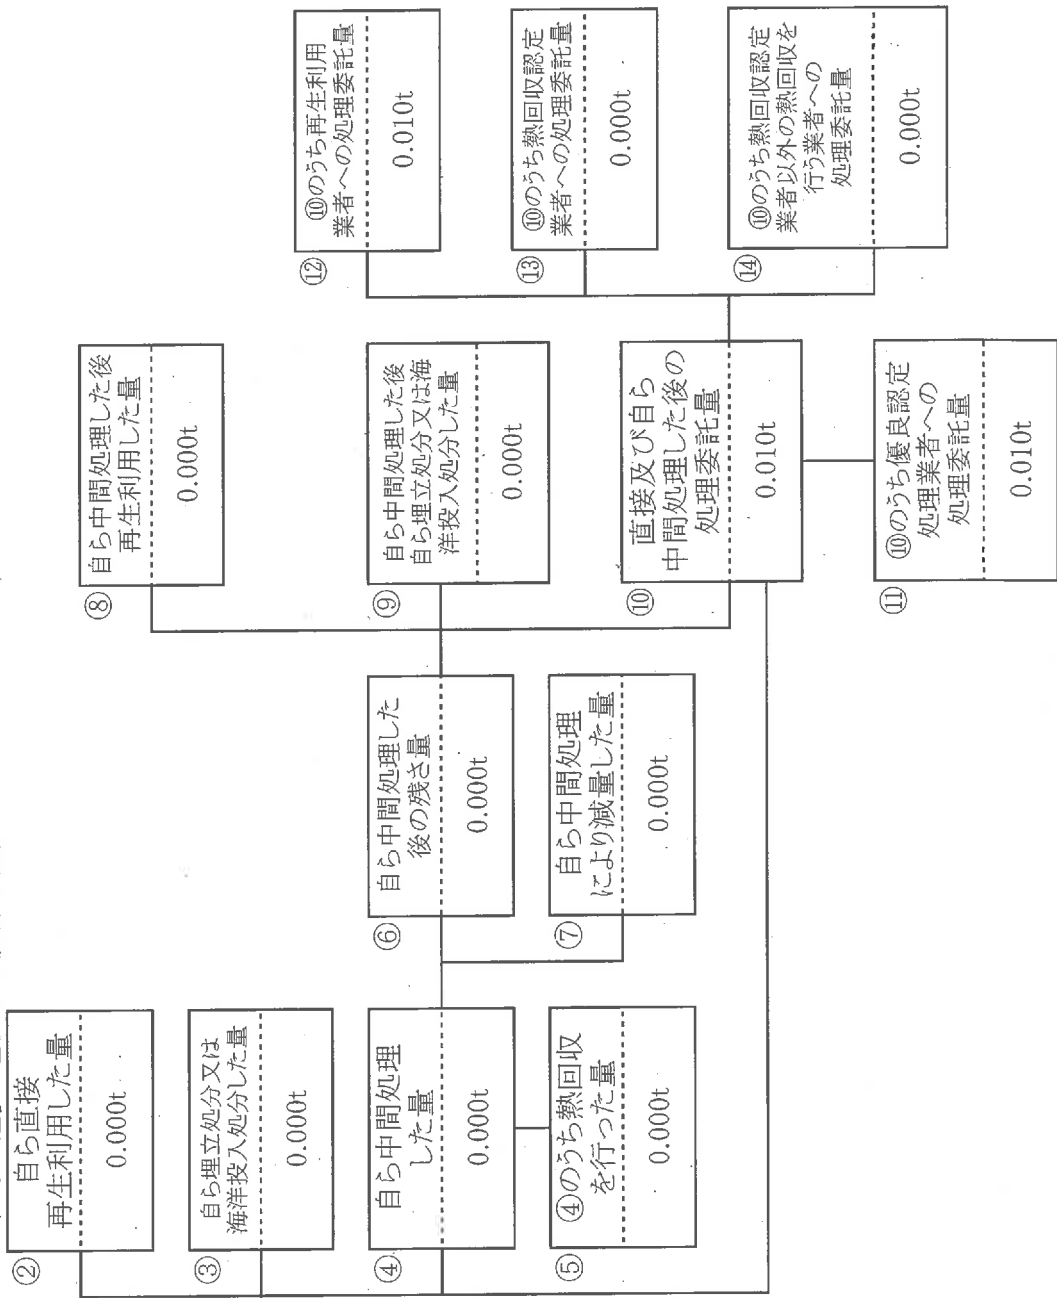 ②
自ら直接
再生利用した量
0.000t
③
自ら埋立処分又は
海洋投入処分した量
0.000t
④
自ら中間処理
した量
0.000t
⑤
④のうち熱回収
を行った量
0.000t
⑥
自ら中間処理した
後の残さ量
0.000t
⑦
自ら中間処理
により減量した量
0.000t
⑧
自ら中間処理した後
再生利用した量
0.000t
⑨
自ら中間処理した後
自ら埋立処分又は海
洋投入処分した量
0.000t
⑩
直接及び自ら
中間処理した後の
処理委託量
0.010t
⑪
⑩のうち優良認定
処理業者への
処理委託量
0.010t
⑫
⑩のうち再生利用
業者への処理委託量
0.010t
⑬
⑩のうち熱回収認定
業者への処理委託量
0.000t
⑭
⑩のうち熱回収認定
業者以外の熱回収を
行う業者への
処理委託量
0.000t